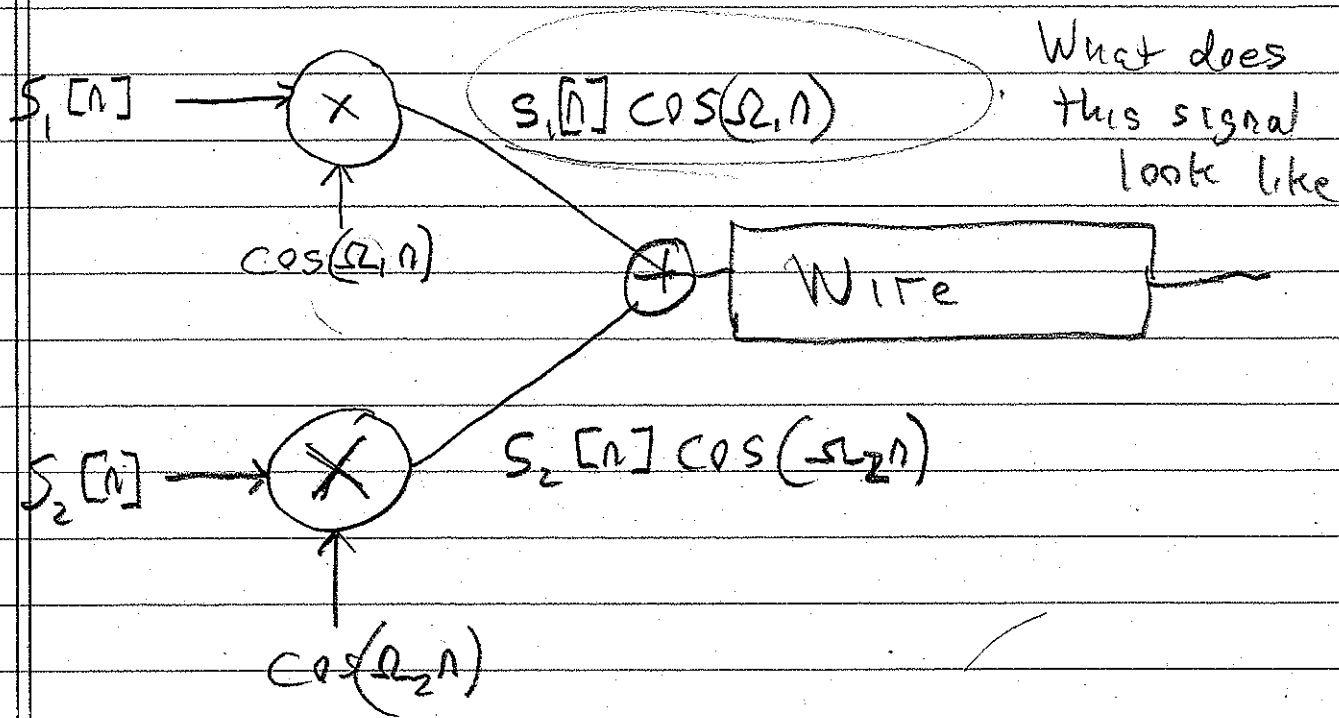 What does
this signal
look like
S₁[n] → × S₁[n] cos(Ω₁n)
cos(Ω₁n)
+ Wire
S₂[n] → × S₂[n] cos(Ω₂n)
cos(Ω₂n)